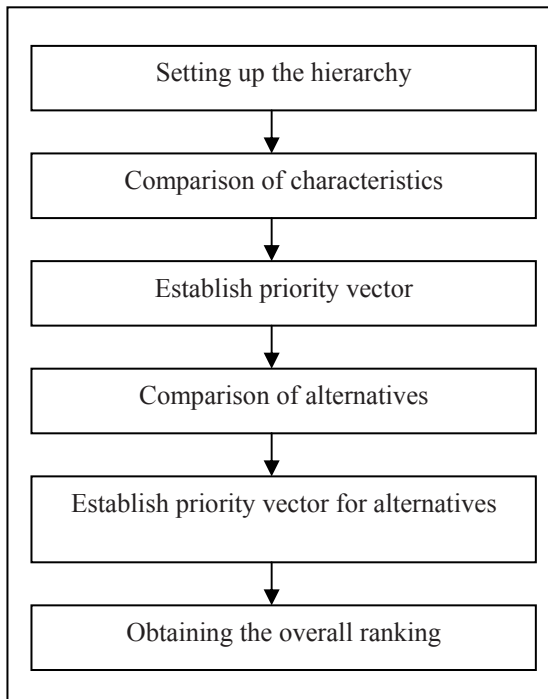 Setting up the hierarchy
Comparison of characteristics
Establish priority vector
Comparison of alternatives
Establish priority vector for alternatives
Obtaining the overall ranking